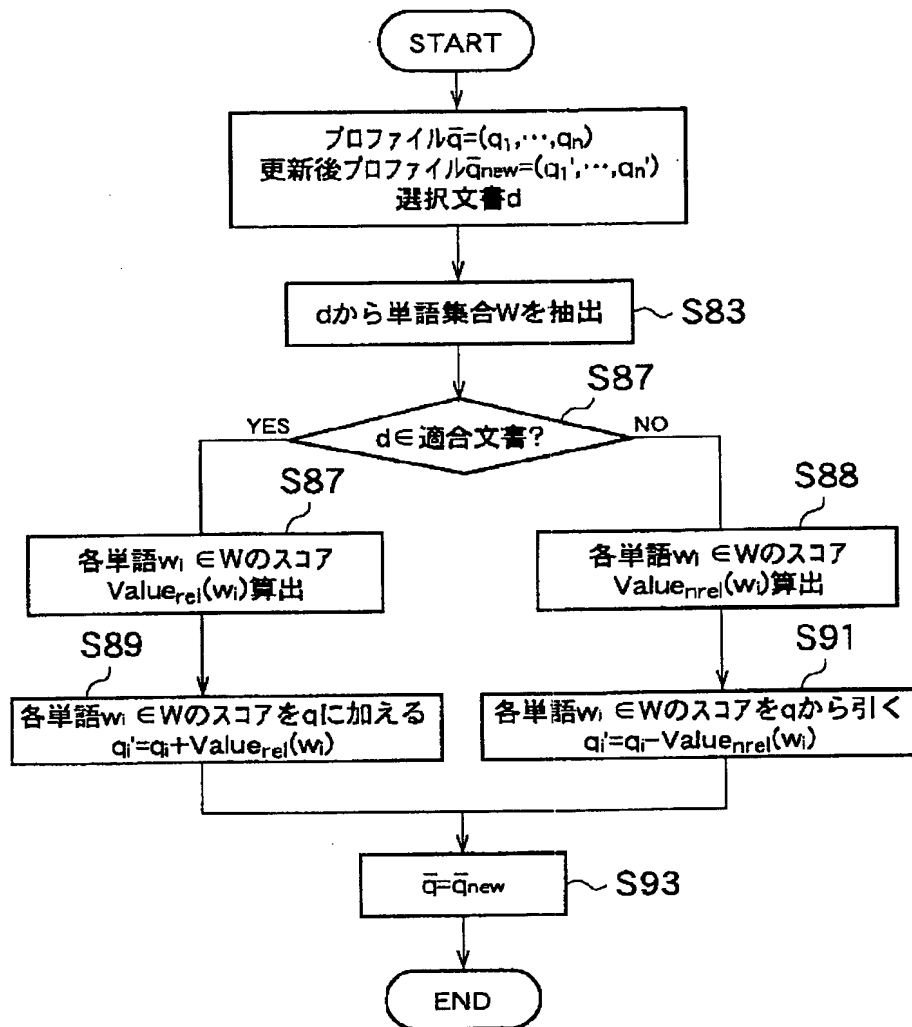 START
プロファイルq̄=(q₁,…,qₙ)
更新後プロファイルq̄new=(q₁',…,qₙ')
選択文書d
dから単語集合Wを抽出
S83
S87
d∈適合文書?
YES
NO
S87
各単語wᵢ ∈Wのスコア
Valueᵣₑₗ(wᵢ)算出
S88
各単語wᵢ ∈Wのスコア
Valueₙᵣₑₗ(wᵢ)算出
S89
各単語wᵢ ∈Wのスコアをqに加える
qᵢ'=qᵢ+Valueᵣₑₗ(wᵢ)
S91
各単語wᵢ ∈Wのスコアをqから引く
qᵢ'=qᵢ-Valueₙᵣₑₗ(wᵢ)
q̄=q̄new
S93
END